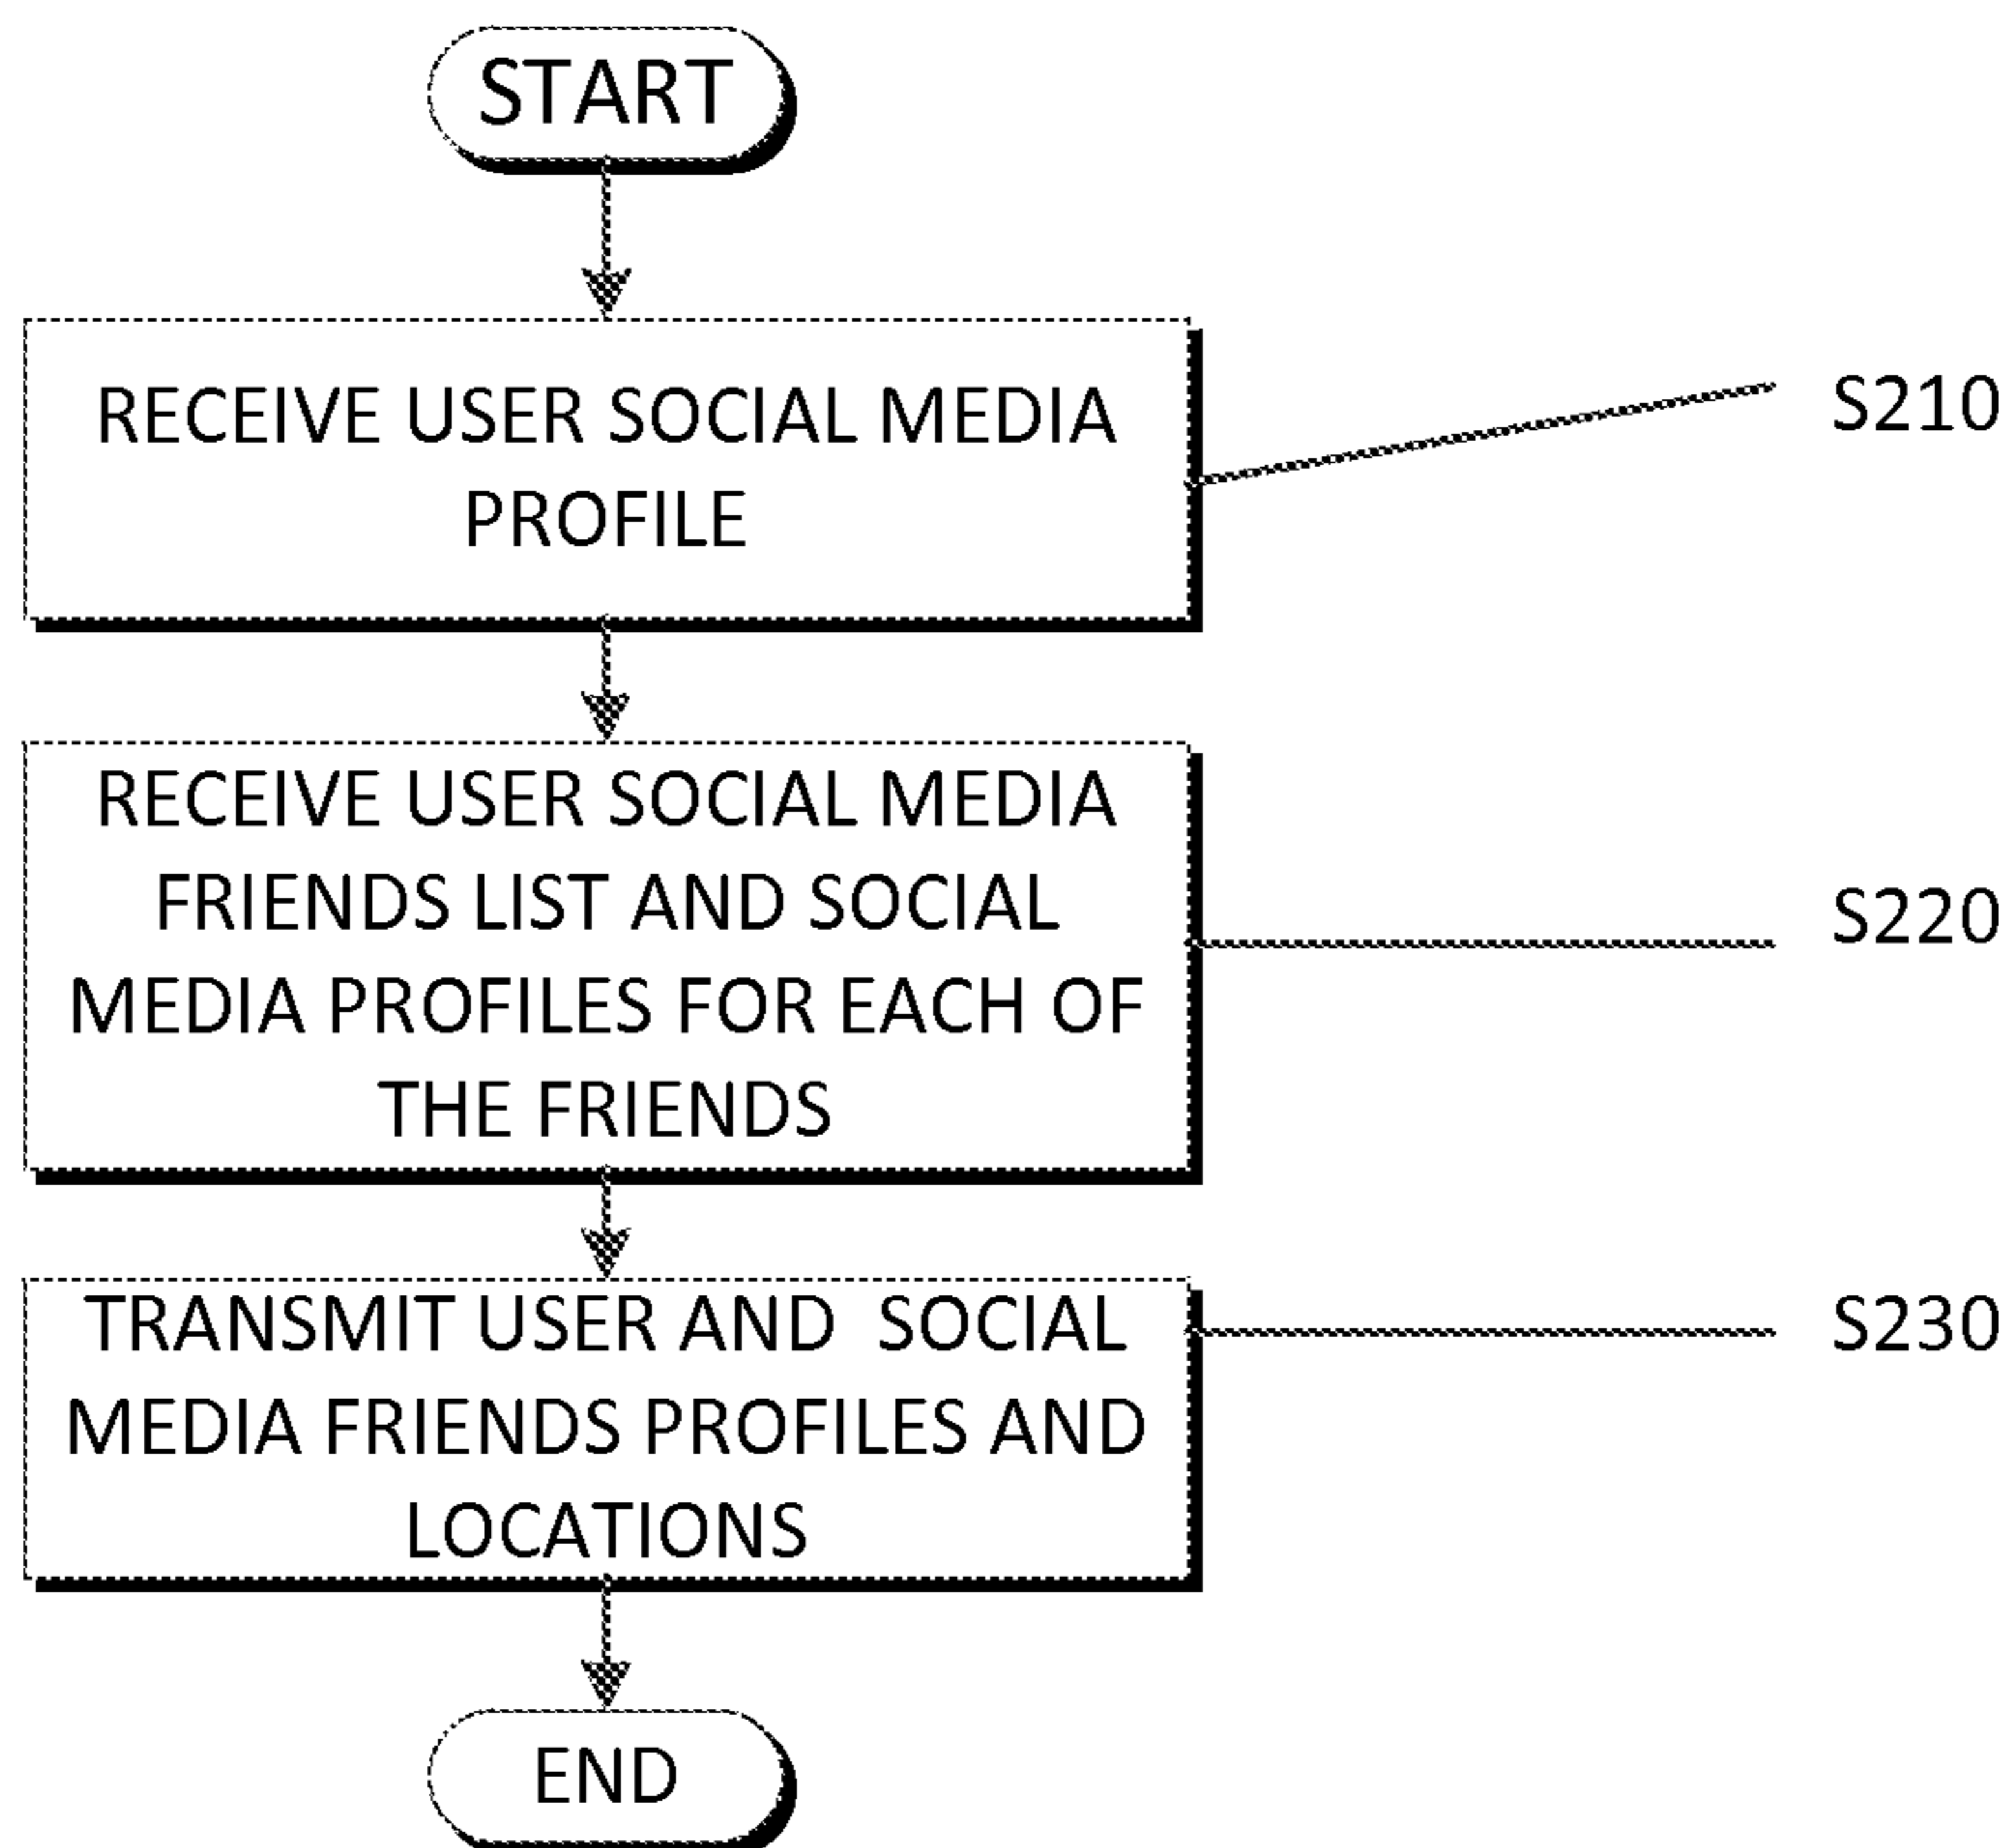 START
RECEIVE USER SOCIAL MEDIA
PROFILE
S210
RECEIVE USER SOCIAL MEDIA
FRIENDS LIST AND SOCIAL
MEDIA PROFILES FOR EACH OF
THE FRIENDS
S220
TRANSMIT USER AND SOCIAL
MEDIA FRIENDS PROFILES AND
LOCATIONS
S230
END